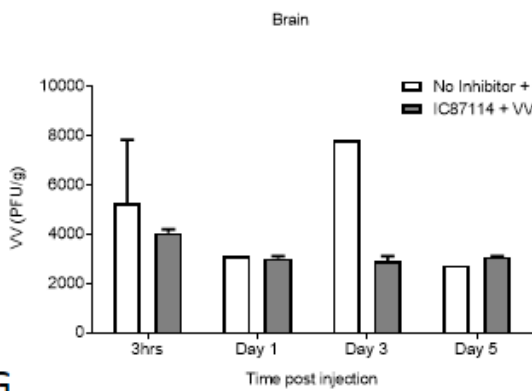 Brain
10000
8000
6000
4000
2000
0
VV (PFU/g)
No Inhibitor +
IC87114 + VV
3hrs Day 1 Day 3 Day 5
Time post injection